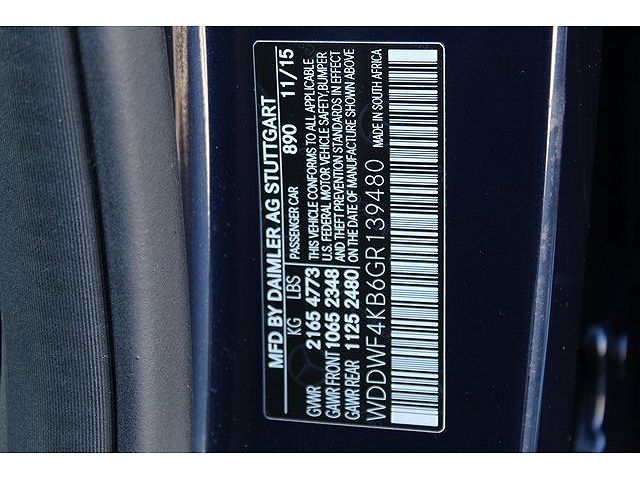 MFD BY DAIMLER AG STUTTGART
KG LBS PASSENGER CAR 890 11/15
GVWR 2165 4773 THIS VEHICLE CONFORMS TO ALL APPLICABLE
GAWR FRONT 1065 2348 U.S. FEDERAL MOTOR VEHICLE SAFETY, BUMPER
AND THEFT PREVENTION STANDARDS IN EFFECT
GAWR REAR 1125 2480 ON THE DATE OF MANUFACTURE SHOWN ABOVE
WDDWF4KB6GR139480 MADE IN SOUTH AFRICA